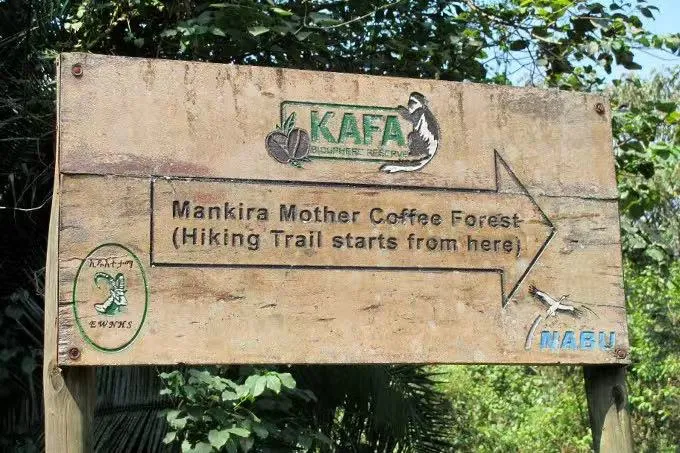 KAFA
BIOSPHERE RESERVE
Mankira Mother Coffee Forest
(Hiking Trail starts from here)
EWNHS
NABU